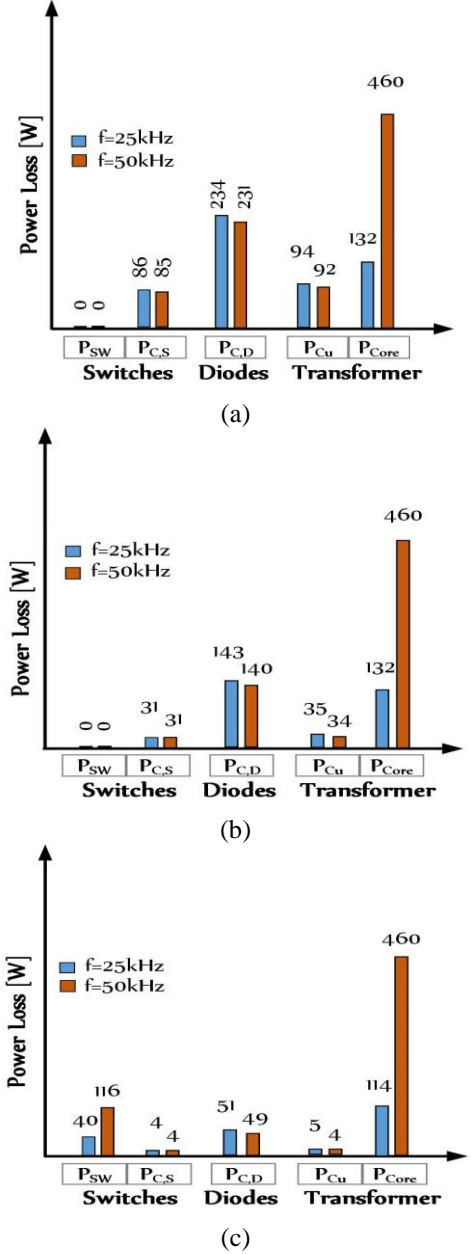 460
f=25kHz
f=50kHz
234
231
132
94
92
86
85
0
0
Power Loss [W]
PSW PC,S PC,D PCu PCore
Switches Diodes Transformer
(a)
460
f=25kHz
f=50kHz
143
140
132
31
31
35
34
0
0
Power Loss [W]
PSW PC,S PC,D PCu PCore
Switches Diodes Transformer
(b)
460
f=25kHz
f=50kHz
116
114
40
51
49
4
4
5
4
Power Loss [W]
PSW PC,S PC,D PCu PCore
Switches Diodes Transformer
(c)